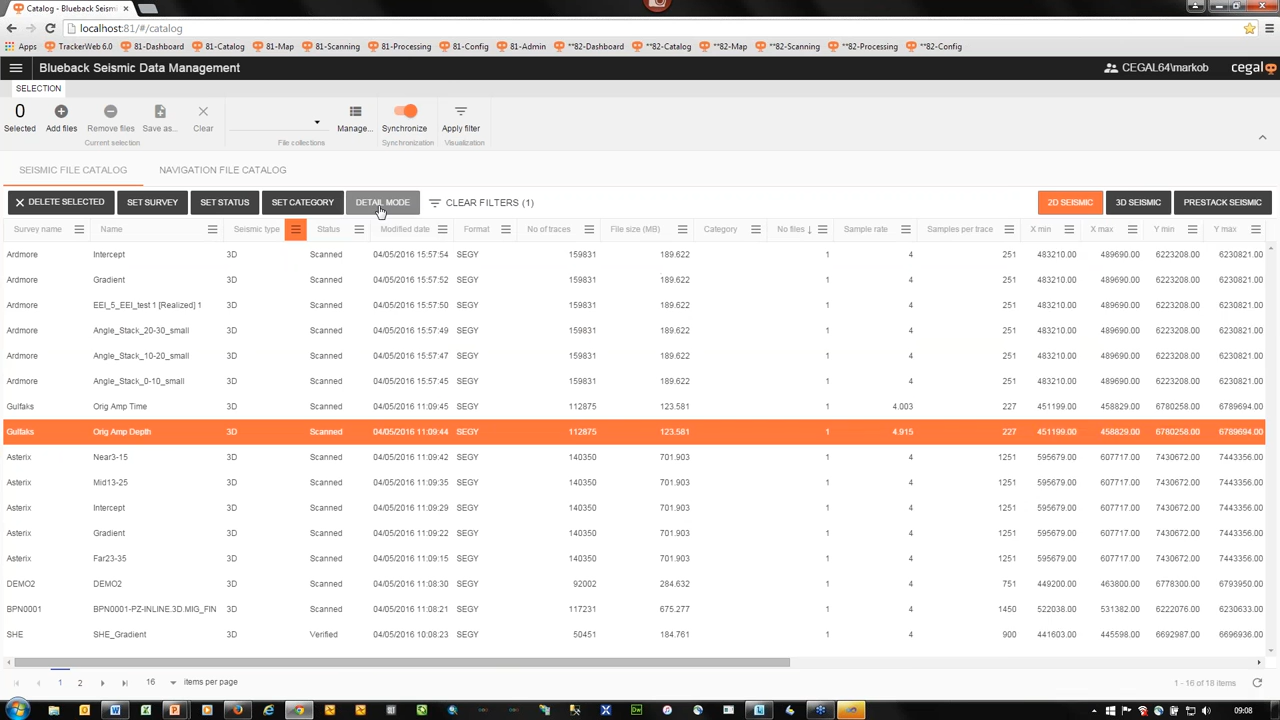 Catalog - Blueback Seismi
localhost:81/#/catalog
Apps TrackerWeb 6.0 81-Dashboard 81-Catalog 81-Map 81-Scanning 81-Processing 81-Config 81-Admin **82-Dashboard **82-Catalog **82-Map **82-Scanning **82-Processing **82-Config
Blueback Seismic Data Management CEGAL64\markob cegal
SELECTION
0
Selected Add files Remove files Save as... Clear Manage... Synchronize Apply filter
Current selection File collections Synchronization Visualization
SEISMIC FILE CATALOG NAVIGATION FILE CATALOG
DELETE SELECTED SET SURVEY SET STATUS SET CATEGORY DETAIL MODE CLEAR FILTERS (1) 2D SEISMIC 3D SEISMIC PRESTACK SEISMIC
Survey name Name Seismic type Status Modified date Format No of traces File size (MB) Category No files ↓ Sample rate Samples per trace X min X max Y min Y max
Ardmore Intercept 3D Scanned 04/05/2016 15:57:54 SEGY 159831 189.622 1 4 251 483210.00 489690.00 6223208.00 6230821.00
Ardmore Gradient 3D Scanned 04/05/2016 15:57:52 SEGY 159831 189.622 1 4 251 483210.00 489690.00 6223208.00 6230821.00
Ardmore EEI_5_EEI_test 1 [Realized] 1 3D Scanned 04/05/2016 15:57:50 SEGY 159831 189.622 1 4 251 483210.00 489690.00 6223208.00 6230821.00
Ardmore Angle_Stack_20-30_small 3D Scanned 04/05/2016 15:57:49 SEGY 159831 189.622 1 4 251 483210.00 489690.00 6223208.00 6230821.00
Ardmore Angle_Stack_10-20_small 3D Scanned 04/05/2016 15:57:47 SEGY 159831 189.622 1 4 251 483210.00 489690.00 6223208.00 6230821.00
Ardmore Angle_Stack_0-10_small 3D Scanned 04/05/2016 15:57:45 SEGY 159831 189.622 1 4 251 483210.00 489690.00 6223208.00 6230821.00
Gulfaks Orig Amp Time 3D Scanned 04/05/2016 11:09:45 SEGY 112875 123.581 1 4.003 227 451199.00 458829.00 6780258.00 6789694.00
Gulfaks Orig Amp Depth 3D Scanned 04/05/2016 11:09:44 SEGY 112875 123.581 1 4.915 227 451199.00 458829.00 6780258.00 6789694.00
Asterix Near3-15 3D Scanned 04/05/2016 11:09:42 SEGY 140350 701.903 1 4 1251 595679.00 607717.00 7430672.00 7443356.00
Asterix Mid13-25 3D Scanned 04/05/2016 11:09:35 SEGY 140350 701.903 1 4 1251 595679.00 607717.00 7430672.00 7443356.00
Asterix Intercept 3D Scanned 04/05/2016 11:09:29 SEGY 140350 701.903 1 4 1251 595679.00 607717.00 7430672.00 7443356.00
Asterix Gradient 3D Scanned 04/05/2016 11:09:22 SEGY 140350 701.903 1 4 1251 595679.00 607717.00 7430672.00 7443356.00
Asterix Far23-35 3D Scanned 04/05/2016 11:09:15 SEGY 140350 701.903 1 4 1251 595679.00 607717.00 7430672.00 7443356.00
DEMO2 DEMO2 3D Scanned 04/05/2016 11:08:30 SEGY 92002 284.632 1 4 751 449200.00 463800.00 6778300.00 6793950.00
BPN0001 BPN0001-PZ-INLINE.3D.MIG_FIN 3D Scanned 04/05/2016 11:08:21 SEGY 117231 675.277 1 4 1450 522038.00 531382.00 6222076.00 6230633.00
SHE SHE_Gradient 3D Verified 04/05/2016 10:08:23 SEGY 50451 184.761 1 4 900 441603.00 445598.00 6692987.00 6696936.00
1 2 16 items per page 1 - 16 of 18 items
09:08